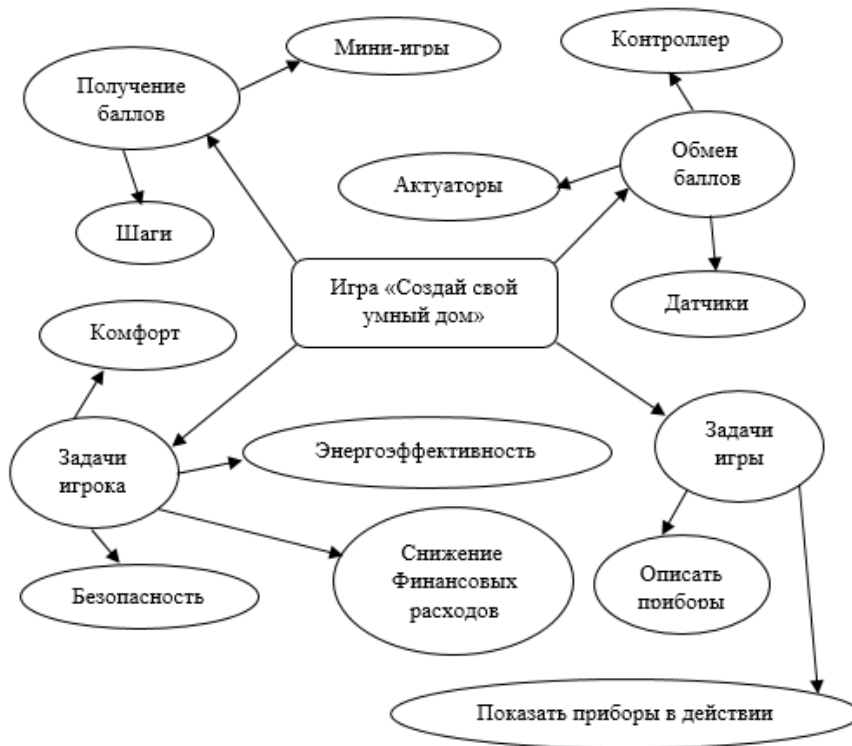 Мини-игры
Контроллер
Получение
баллов
Обмен
баллов
Актуаторы
Шаги
Игра «Создай свой
умный дом»
Датчики
Комфорт
Задачи
игрока
Энергоэффективность
Задачи
игры
Снижение
Финансовых
расходов
Безопасность
Описать
приборы
Показать приборы в действии